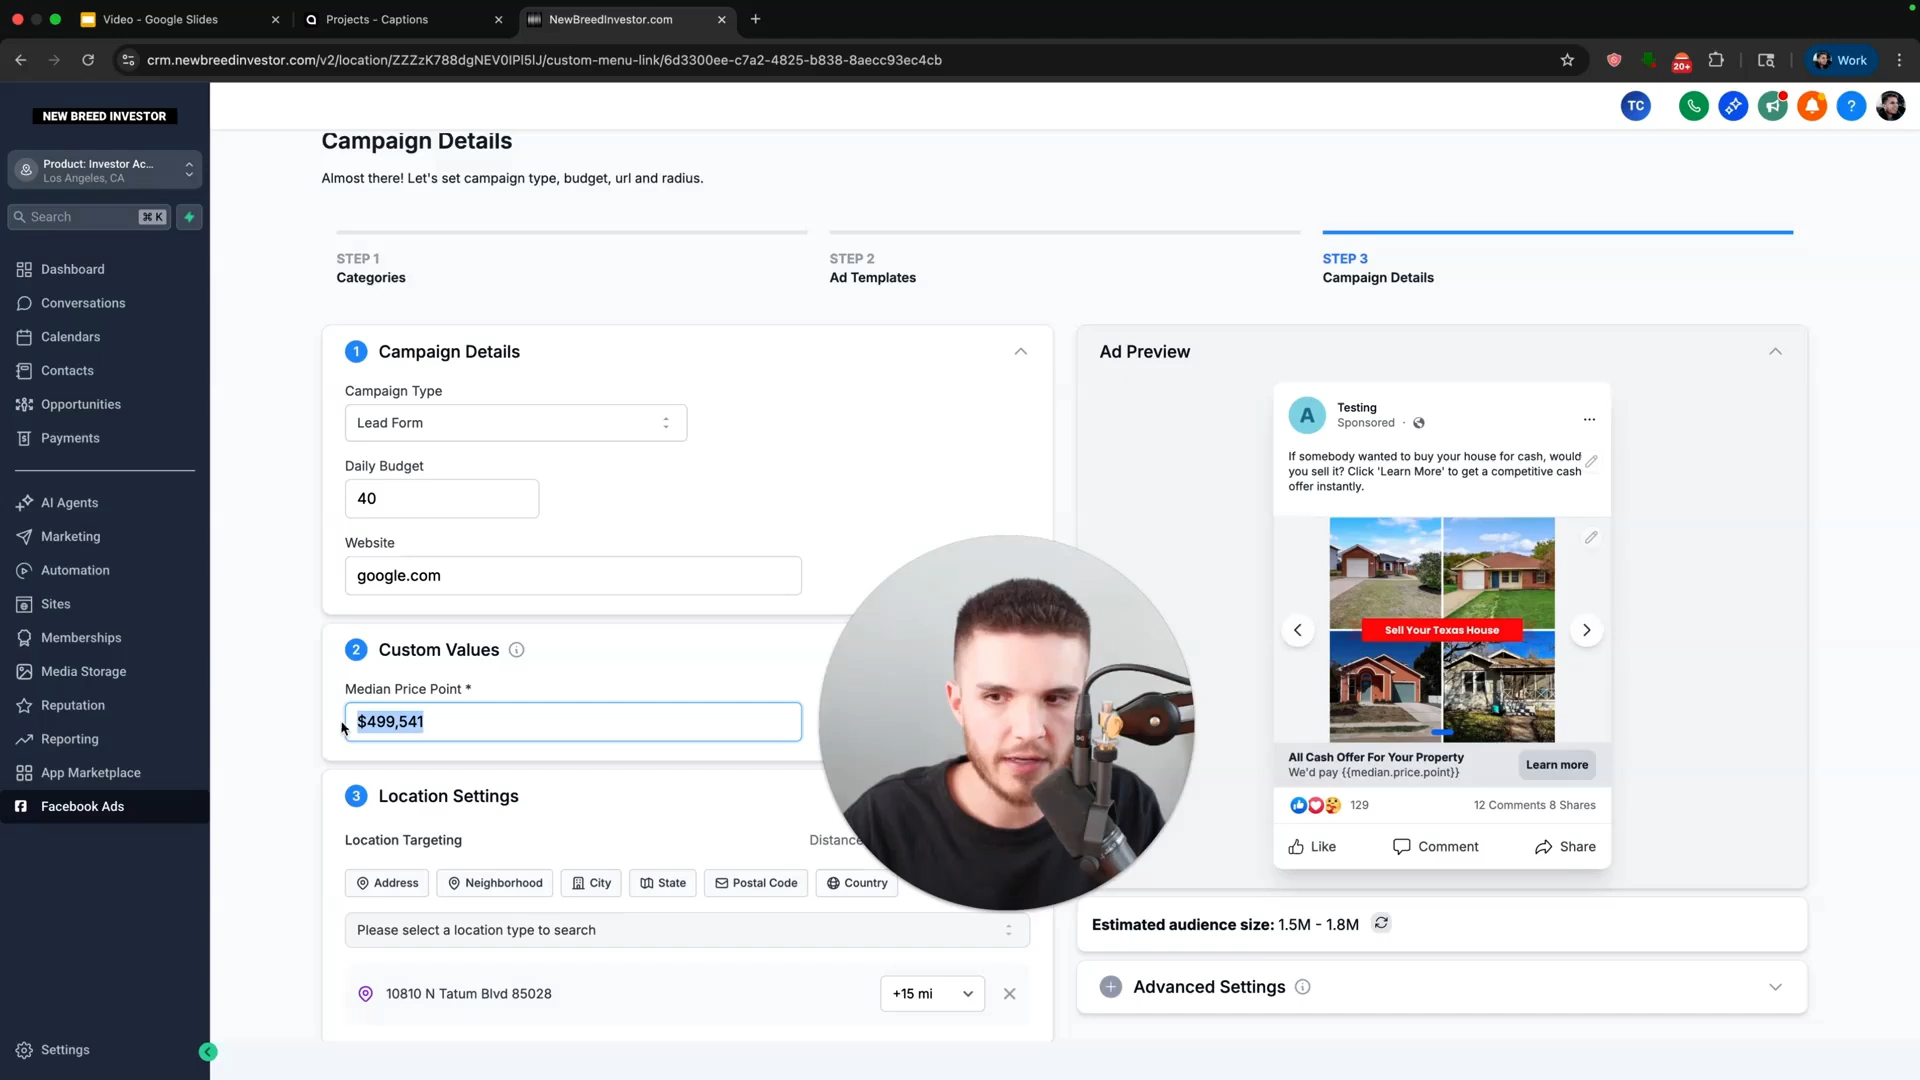 Video - Google Slides
Projects - Captions
NewBreedInvestor.com
crm.newbreedinvestor.com/v2/location/ZZZzK788dgNEV0IPl5lJ/custom-menu-link/6d3300ee-c7a2-4825-b838-8aecc93ec4cb
20+
Work
NEW BREED INVESTOR
TC
Product: Investor Ac...
Los Angeles, CA
Search
⌘ K
Dashboard
Conversations
Calendars
Contacts
Opportunities
Payments
AI Agents
Marketing
Automation
Sites
Memberships
Media Storage
Reputation
Reporting
App Marketplace
Facebook Ads
Settings
Campaign Details
Almost there! Let's set campaign type, budget, url and radius.
STEP 1
Categories
STEP 2
Ad Templates
STEP 3
Campaign Details
1 Campaign Details
Campaign Type
Lead Form
Daily Budget
40
Website
google.com
2 Custom Values
Median Price Point *
$499,541
3 Location Settings
Location Targeting
Distance
Address
Neighborhood
City
State
Postal Code
Country
Please select a location type to search
10810 N Tatum Blvd 85028
+15 mi
Ad Preview
A
Testing
Sponsored ·
If somebody wanted to buy your house for cash, would
you sell it? Click 'Learn More' to get a competitive cash
offer instantly.
Sell Your Texas House
All Cash Offer For Your Property
We'd pay {{median.price.point}}
Learn more
129
12 Comments 8 Shares
Like
Comment
Share
Estimated audience size: 1.5M - 1.8M
Advanced Settings